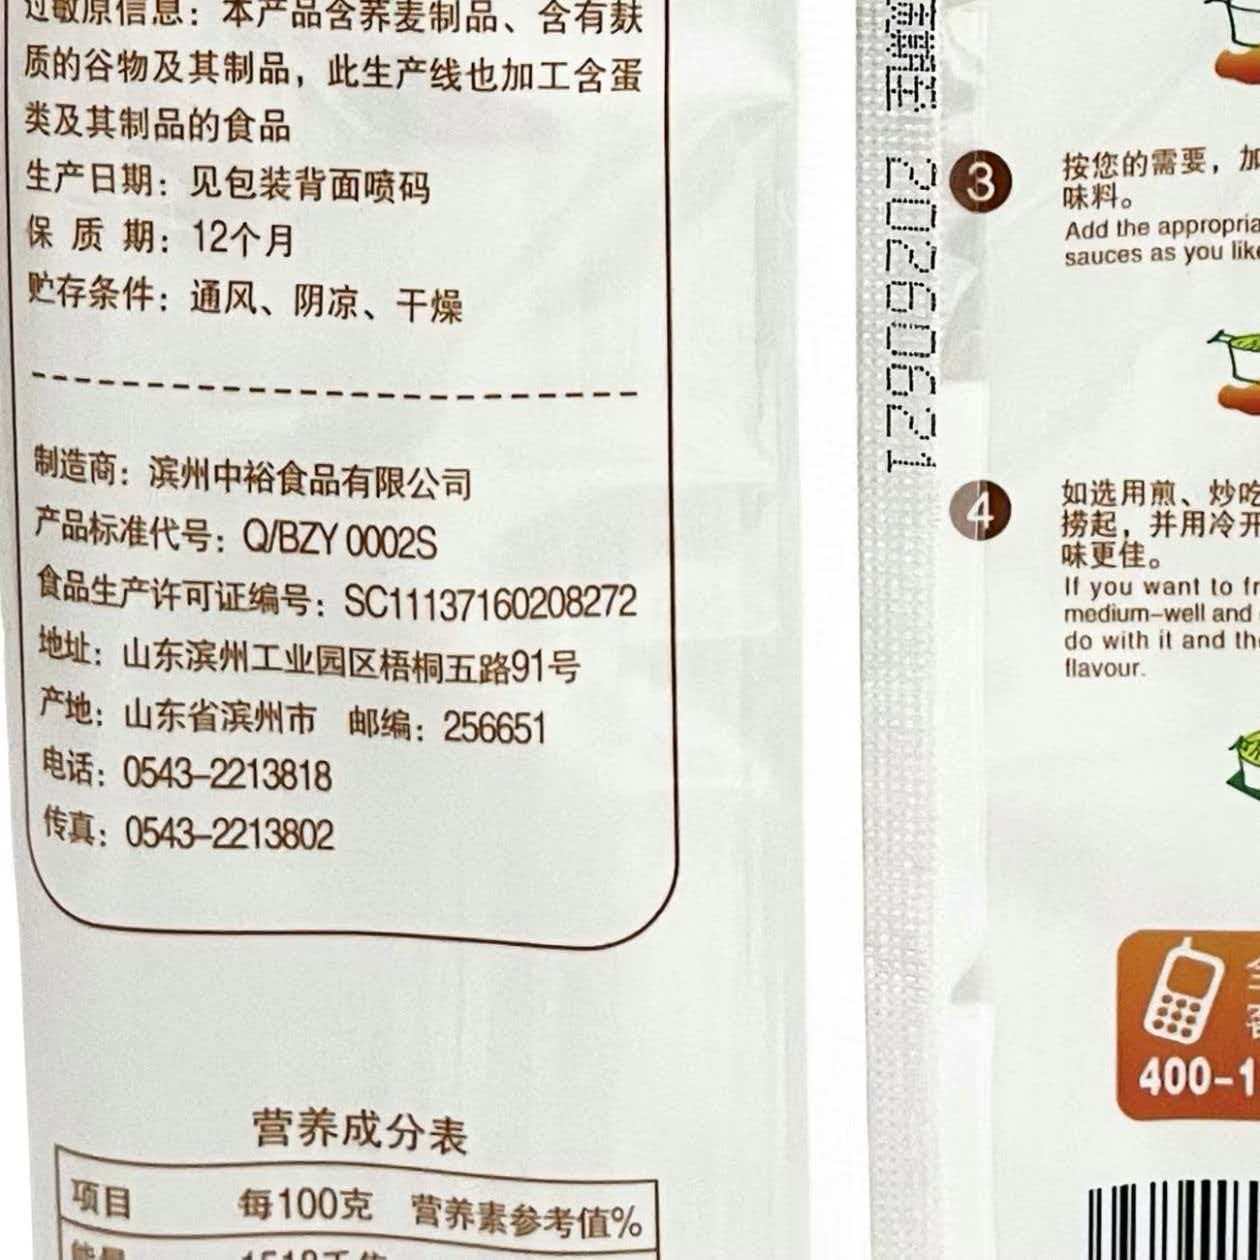 过敏原信息：本产品含荞麦制品、含有麸
质的谷物及其制品，此生产线也加工含蛋
类及其制品的食品
生产日期：见包装背面喷码
保 质 期：12个月
贮存条件：通风、阴凉、干燥
制造商：滨州中裕食品有限公司
产品标准代号：Q/BZY 0002S
食品生产许可证编号：SC11137160208272
地址：山东滨州工业园区梧桐五路91号
产地：山东省滨州市 邮编：256651
电话：0543-2213818
传真：0543-2213802
营养成分表
项目 每100克 营养素参考值%
至 20260621
3
按您的需要，加
味料。
Add the appropria
sauces as you like
4
如选用煎、炒吃
捞起，并用冷开
味更佳。
If you want to fr
medium-well and
do with it and the
flavour.
400-1